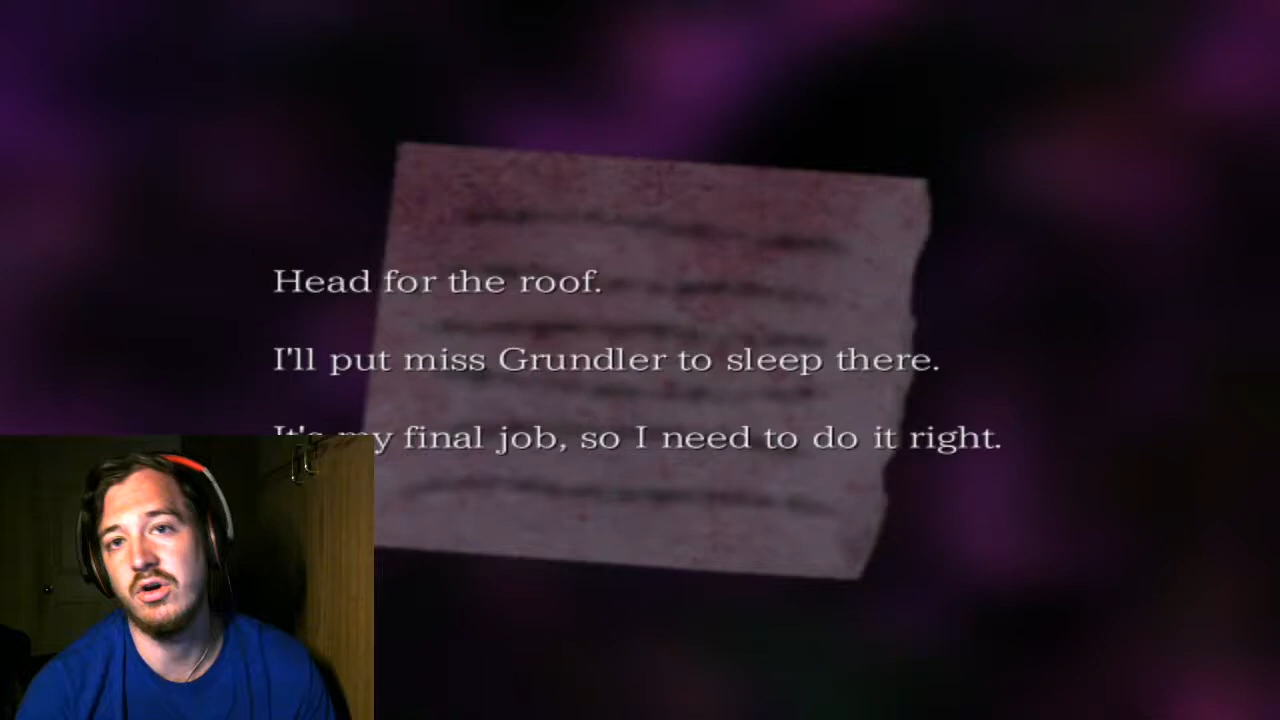 Head for the roof.
I'll put miss Grundler to sleep there.
It's my final job, so I need to do it right.